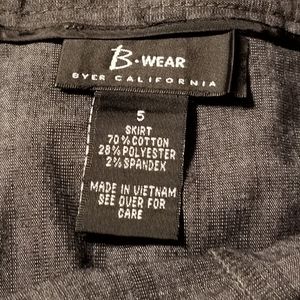 B•WEAR
BYER CALIFORNIA
5
SKIRT
70% COTTON
28% POLYESTER
2% SPANDEX
MADE IN VIETNAM
SEE OVER FOR
CARE